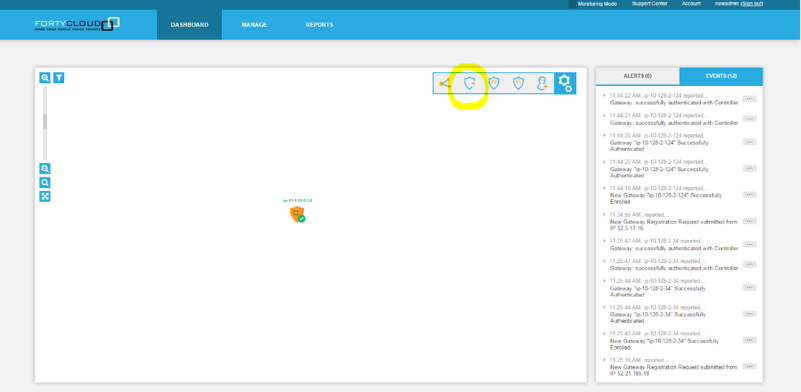 Monitoring Mode Support Center Account newadmin (Sign out)
FORTYCLOUD
MAKE YOUR PUBLIC CLOUD PRIVATE
DASHBOARD MANAGE REPORTS
ALERTS (0) EVENTS (12)
ip-10-128-2-124
11:44:22 AM: ip-10-128-2-124 reported...
Gateway: successfully authenticated with Controller
11:44:21 AM: ip-10-128-2-124 reported...
Gateway: successfully authenticated with Controller
11:44:20 AM: ip-10-128-2-124 reported...
Gateway "ip-10-128-2-124" Successfully
Authenticated
11:44:20 AM: ip-10-128-2-124 reported...
Gateway "ip-10-128-2-124" Successfully
Authenticated
11:44:19 AM: ip-10-128-2-124 reported...
New Gateway "ip-10-128-2-124" Successfully
Enrolled
11:34:56 AM: reported...
New Gateway Registration Request submitted from
IP 52.5.17.16
11:26:47 AM: ip-10-128-2-34 reported...
Gateway: successfully authenticated with Controller
11:26:47 AM: ip-10-128-2-34 reported...
Gateway: successfully authenticated with Controller
11:26:44 AM: ip-10-128-2-34 reported...
Gateway "ip-10-128-2-34" Successfully
Authenticated
11:26:44 AM: ip-10-128-2-34 reported...
Gateway "ip-10-128-2-34" Successfully
Authenticated
11:26:43 AM: ip-10-128-2-34 reported...
New Gateway "ip-10-128-2-34" Successfully
Enrolled
11:25:16 AM: reported...
New Gateway Registration Request submitted from
IP 52.21.185.18